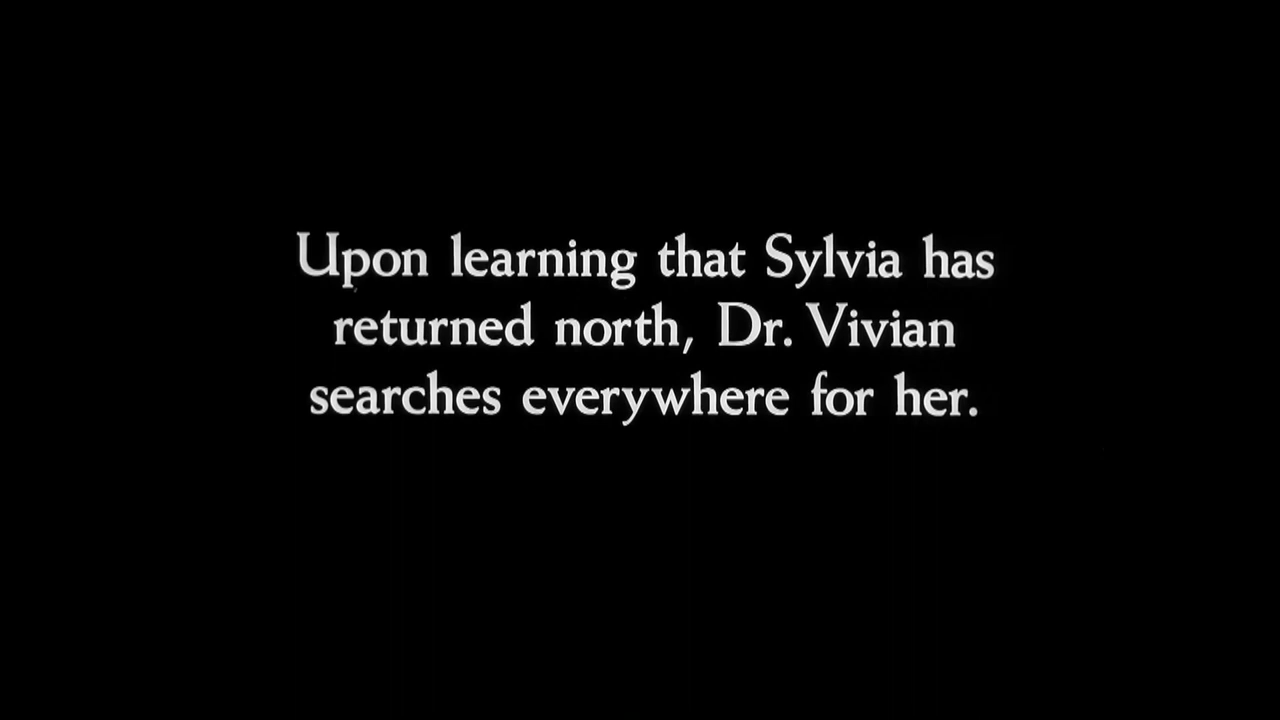 Upon learning that Sylvia has
returned north, Dr. Vivian
searches everywhere for her.